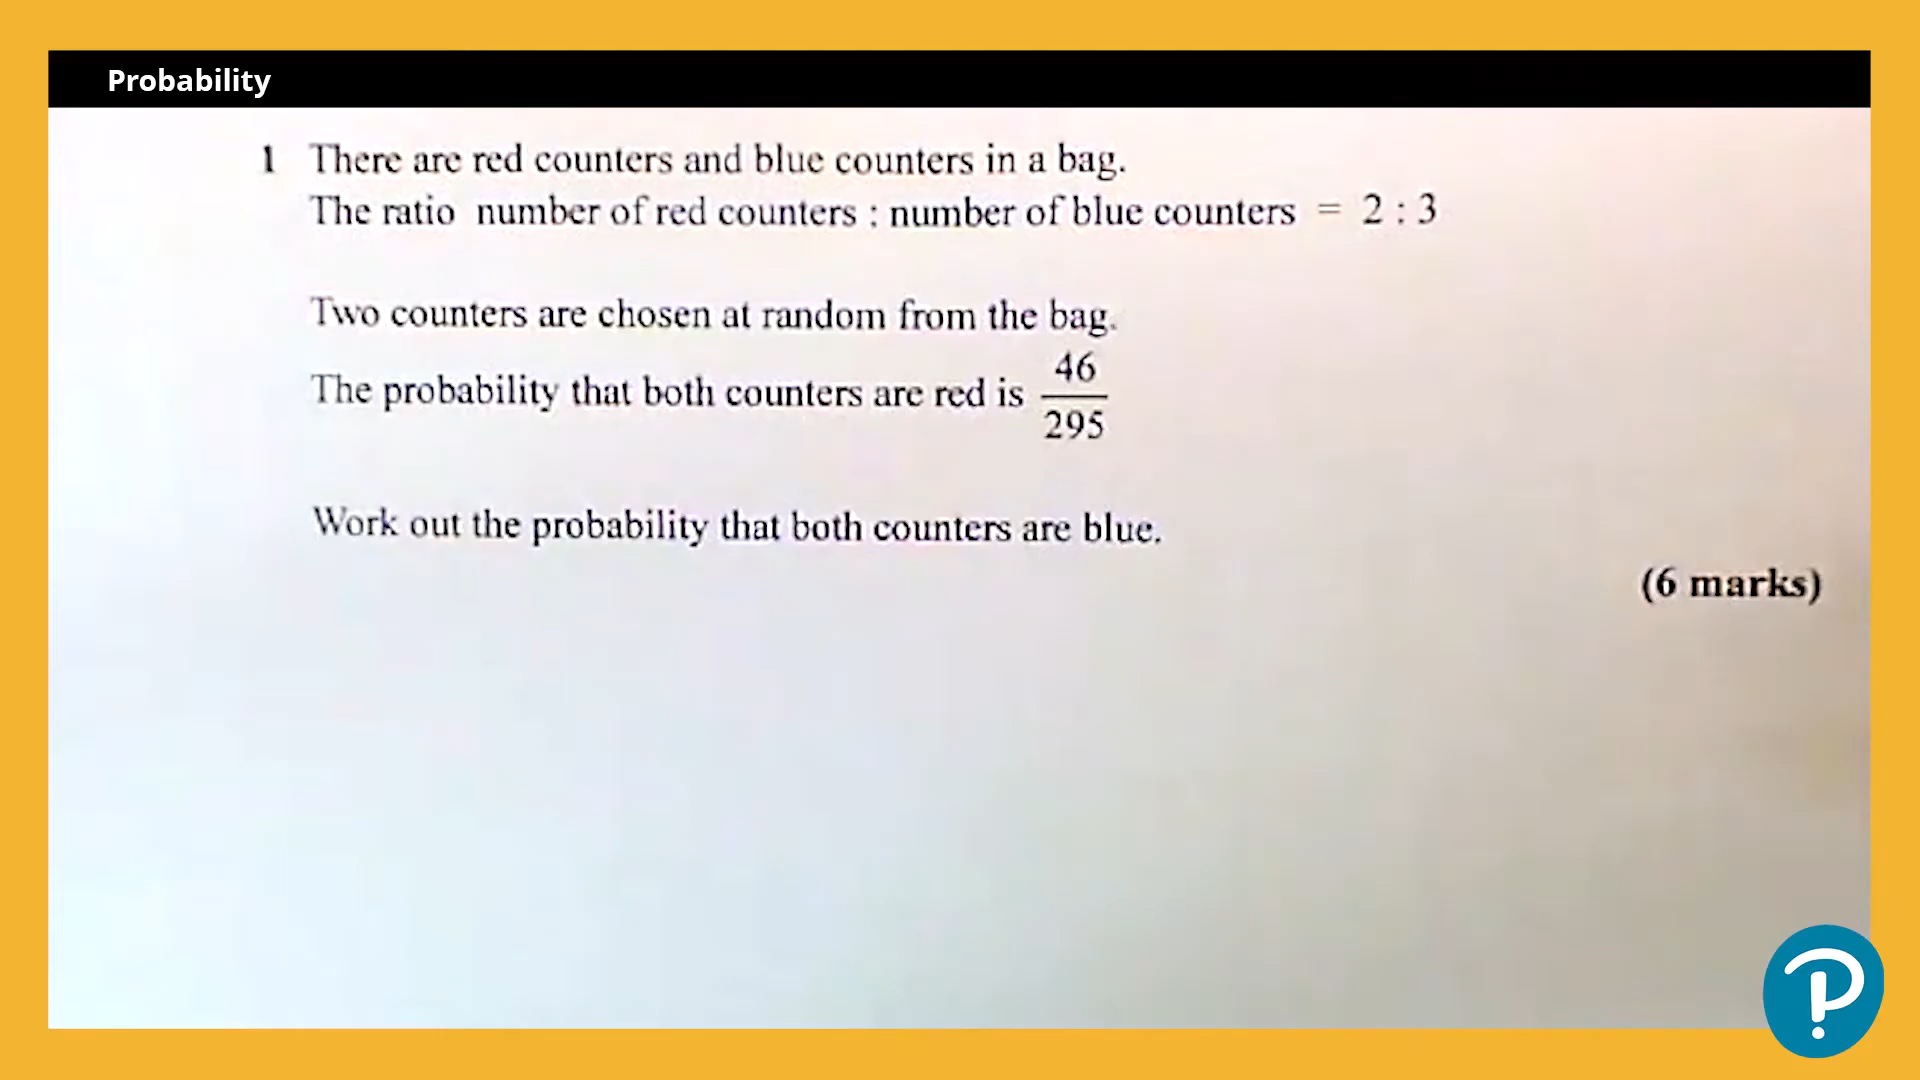 Probability
1 There are red counters and blue counters in a bag.
The ratio number of red counters : number of blue counters = 2 : 3
Two counters are chosen at random from the bag.
The probability that both counters are red is 46/295
Work out the probability that both counters are blue.
(6 marks)